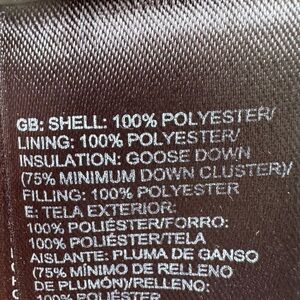 GB: SHELL: 100% POLYESTER/
LINING: 100% POLYESTER/
INSULATION: GOOSE DOWN
(75% MINIMUM DOWN CLUSTER)/
FILLING: 100% POLYESTER
E: TELA EXTERIOR:
100% POLIÉSTER/FORRO:
100% POLIÉSTER/TELA
AISLANTE: PLUMA DE GANSO
(75% MÍNIMO DE RELLENO
DE PLUMÓN)/RELLENO:
100% POLIÉSTER